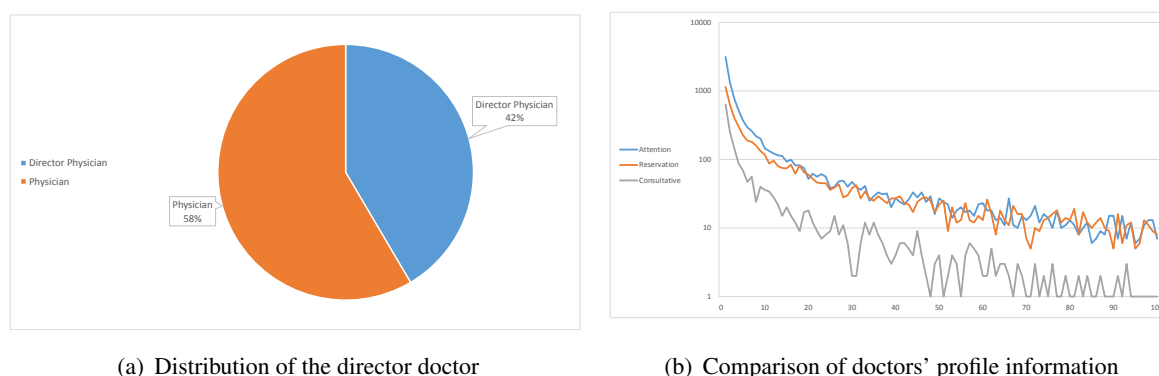 Director Physician
42%
Director Physician
Physician
Physician
58%
(a) Distribution of the director doctor
10000
1000
100
10
1
Attention
Reservation
Consultative
0 10 20 30 40 50 60 70 80 90 100
(b) Comparison of doctors' profile information